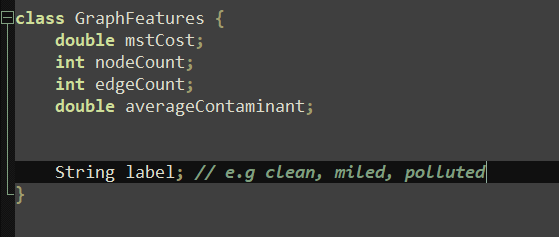 class GraphFeatures {
double mstCost;
int nodeCount;
int edgeCount;
double averageContaminant;
String label; // e.g clean, miled, polluted
}